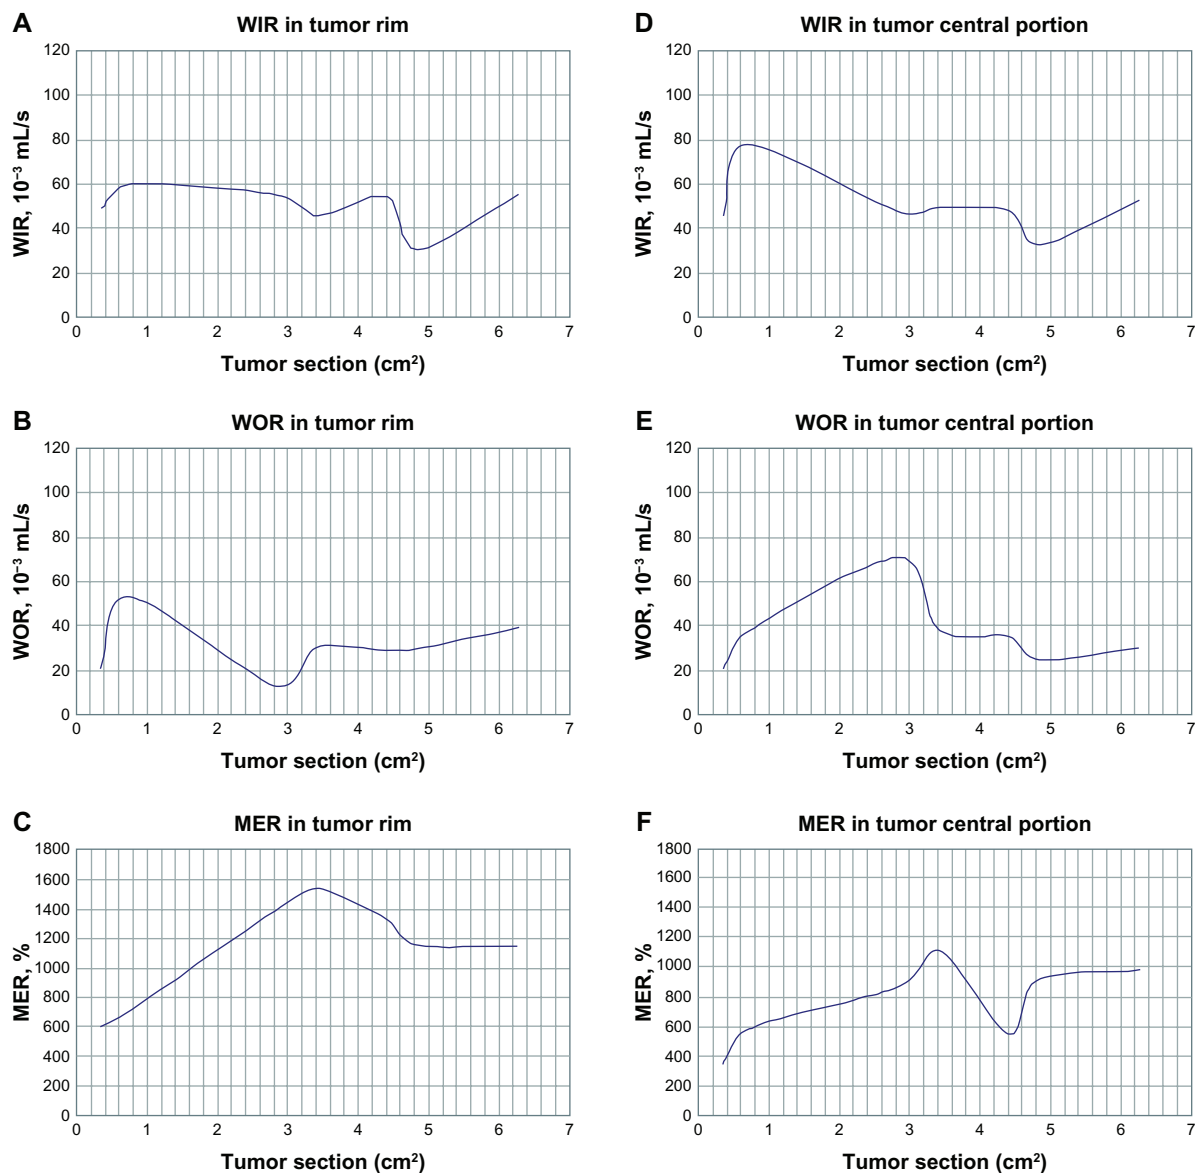 A
WIR in tumor rim
WIR, 10⁻³ mL/s
120
100
80
60
40
20
0
0 1 2 3 4 5 6 7
Tumor section (cm²)
D
WIR in tumor central portion
WIR, 10⁻³ mL/s
120
100
80
60
40
20
0
0 1 2 3 4 5 6 7
Tumor section (cm²)
B
WOR in tumor rim
WOR, 10⁻³ mL/s
120
100
80
60
40
20
0
0 1 2 3 4 5 6 7
Tumor section (cm²)
E
WOR in tumor central portion
WOR, 10⁻³ mL/s
120
100
80
60
40
20
0
0 1 2 3 4 5 6 7
Tumor section (cm²)
C
MER in tumor rim
MER, %
1800
1600
1400
1200
1000
800
600
400
200
0
0 1 2 3 4 5 6 7
Tumor section (cm²)
F
MER in tumor central portion
MER, %
1800
1600
1400
1200
1000
800
600
400
200
0
0 1 2 3 4 5 6 7
Tumor section (cm²)